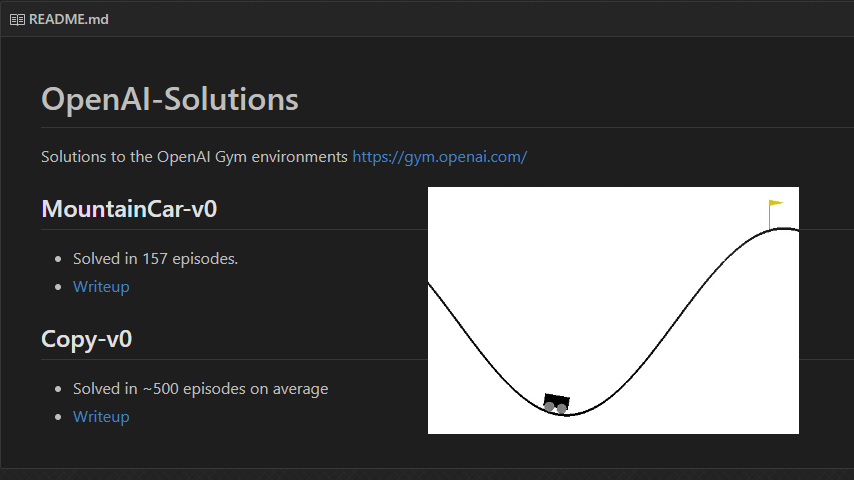 README.md
OpenAI-Solutions
Solutions to the OpenAI Gym environments https://gym.openai.com/
MountainCar-v0
Solved in 157 episodes.
Writeup
Copy-v0
Solved in ~500 episodes on average
Writeup